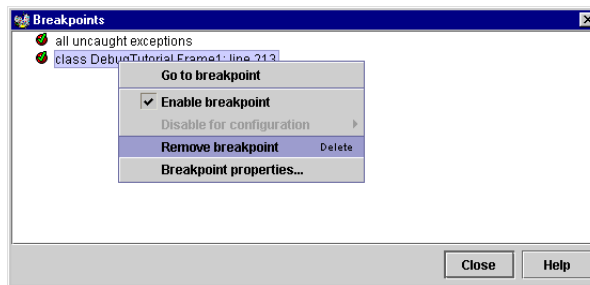 Breakpoints
all uncaught exceptions
class DebugTutorial.Frame1: line 213
Go to breakpoint
Enable breakpoint
Disable for configuration
Remove breakpoint Delete
Breakpoint properties...
Close Help